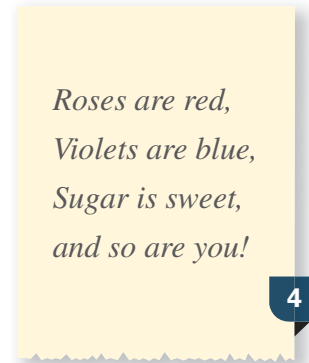 Roses are red,
Violets are blue,
Sugar is sweet,
and so are you!
4